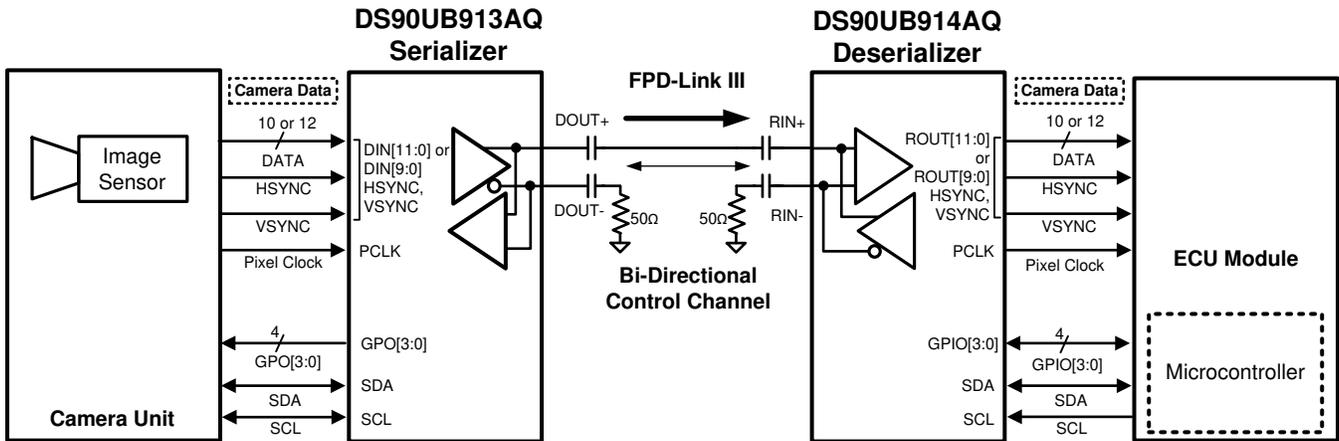 DS90UB913AQ
Serializer
DS90UB914AQ
Deserializer
FPD-Link III
Camera Data
10 or 12
DATA
HSYNC
VSYNC
Pixel Clock
4
GPO[3:0]
SDA
SCL
Image
Sensor
Camera Unit
DIN[11:0] or
DIN[9:0]
HSYNC,
VSYNC
PCLK
GPO[3:0]
SDA
SCL
DOUT+
DOUT-
50Ω
RIN+
RIN-
50Ω
Bi-Directional
Control Channel
ROUT[11:0]
or
ROUT[9:0]
HSYNC,
VSYNC
PCLK
GPIO[3:0]
SDA
SCL
Camera Data
10 or 12
DATA
HSYNC
VSYNC
Pixel Clock
4
GPIO[3:0]
SDA
SCL
ECU Module
Microcontroller